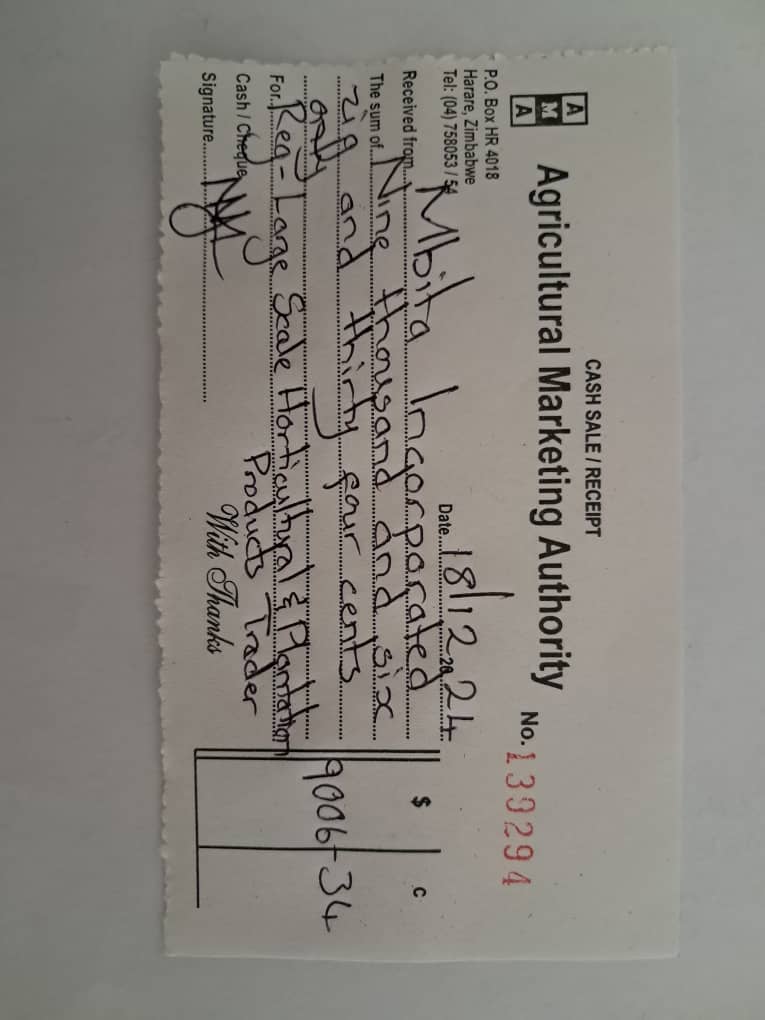 CASH SALE / RECEIPT
A M A
Agricultural Marketing Authority No. 139294
P.O. Box HR 4018
Harare, Zimbabwe
Tel: (04) 758053 / 54
Date 18/12 20 24
Received from Mbita Incorporated
The sum of Nine thousand and six
zig and thirty four cents
only
$ c
9006-34
For Reg-Large Scale Horticultural & Plantation
Products Trader
Cash / Cheque
Signature
With Thanks